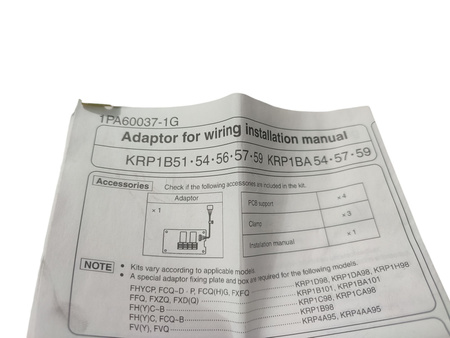 1PA60037-1G
Adaptor for wiring installation manual
KRP1B51・54・56・57・59 KRP1BA54・57・59
Accessories Check if the following accessories are included in the kit.
Adaptor
× 1
PCB support × 4
Clamp × 3
Installation manual × 1
NOTE
• Kits vary according to applicable models.
• A special adaptor fixing plate and box are required for the following models.
FHYCP, FCQ-D · P, FCQ(H)G, FXFQ KRP1D98, KRP1DA98, KRP1H98
KRP1B101, KRP1BA101
FFQ, FXZQ, FXD(Q) KRP1C98, KRP1CA98
FH(Y)C~B KRP1B98
FH(Y)C, FCQ~B KRP4A95, KRP4AA95
FV(Y), FVQ